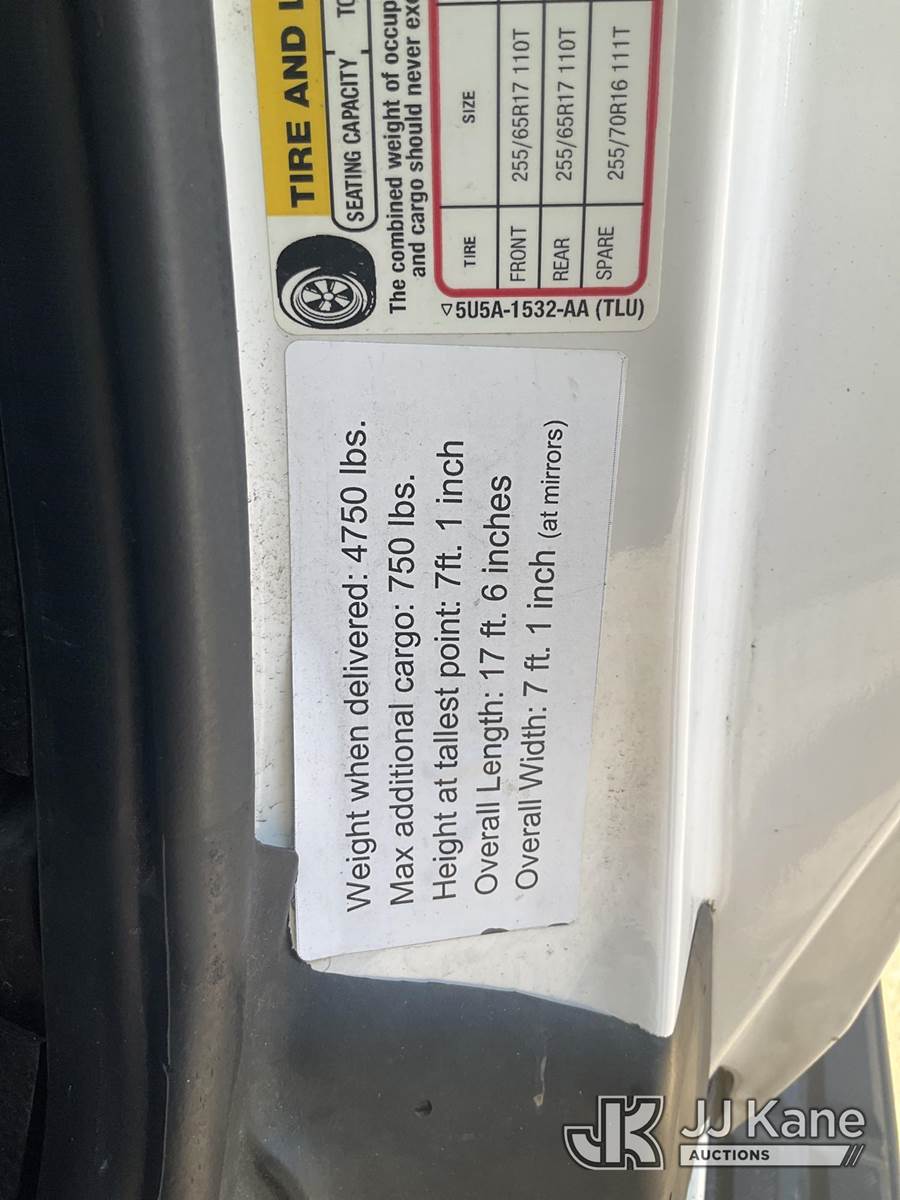 TIRE AND
SEATING CAPACITY
The combined weight of
and cargo should never
TIRE SIZE
FRONT 255/65R17 110T
REAR 255/65R17 110T
SPARE 255/70R16 111T
5U5A-1532-AA (TLU)
Weight when delivered: 4750 lbs.
Max additional cargo: 750 lbs.
Height at tallest point: 7ft. 1 inch
Overall Length: 17 ft. 6 inches
Overall Width: 7 ft. 1 inch (at mirrors)
JK JJ Kane
AUCTIONS